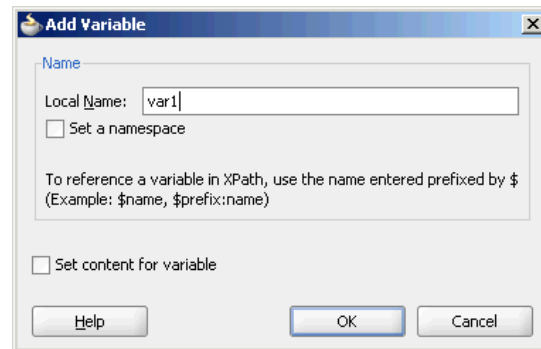 Add Variable
Name
Local Name: var1
Set a namespace
To reference a variable in XPath, use the name entered prefixed by $
(Example: $name, $prefix:name)
Set content for variable
Help OK Cancel